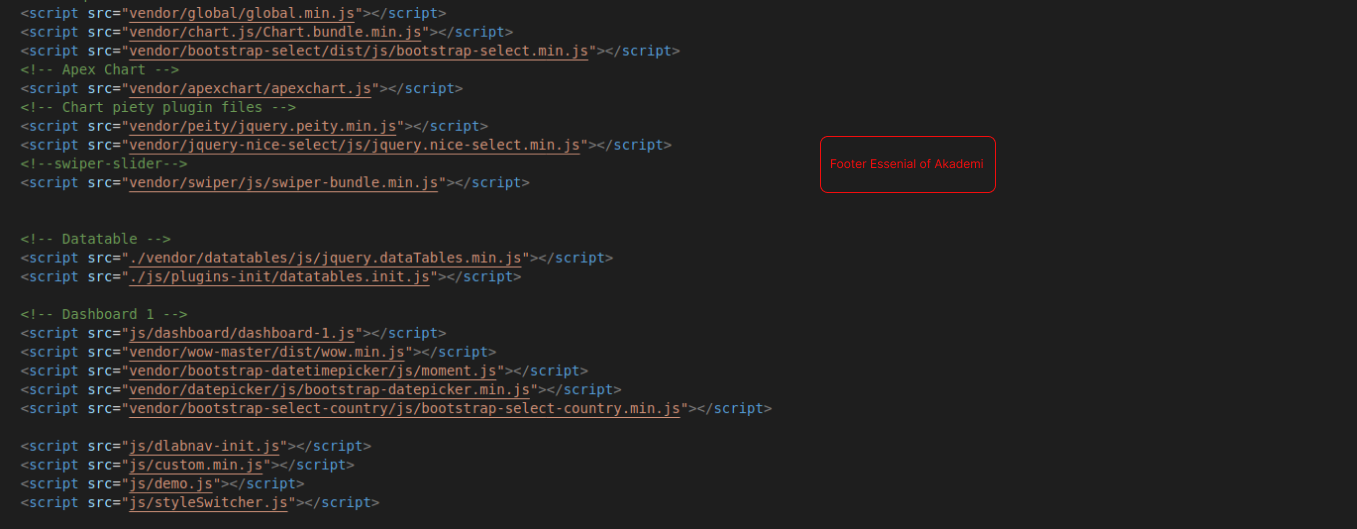 <script src="vendor/global/global.min.js"></script>
<script src="vendor/chart.js/Chart.bundle.min.js"></script>
<script src="vendor/bootstrap-select/dist/js/bootstrap-select.min.js"></script>
<!-- Apex Chart -->
<script src="vendor/apexchart/apexchart.js"></script>
<!-- Chart piety plugin files -->
<script src="vendor/peity/jquery.peity.min.js"></script>
<script src="vendor/jquery-nice-select/js/jquery.nice-select.min.js"></script>
<!--swiper-slider-->
Footer Essenial of Akademi
<script src="vendor/swiper/js/swiper-bundle.min.js"></script>
<!-- Datatable -->
<script src="./vendor/datatables/js/jquery.dataTables.min.js"></script>
<script src="./js/plugins-init/datatables.init.js"></script>
<!-- Dashboard 1 -->
<script src="js/dashboard/dashboard-1.js"></script>
<script src="vendor/wow-master/dist/wow.min.js"></script>
<script src="vendor/bootstrap-datetimepicker/js/moment.js"></script>
<script src="vendor/datepicker/js/bootstrap-datepicker.min.js"></script>
<script src="vendor/bootstrap-select-country/js/bootstrap-select-country.min.js"></script>
<script src="js/dlabnav-init.js"></script>
<script src="js/custom.min.js"></script>
<script src="js/demo.js"></script>
<script src="js/styleSwitcher.js"></script>